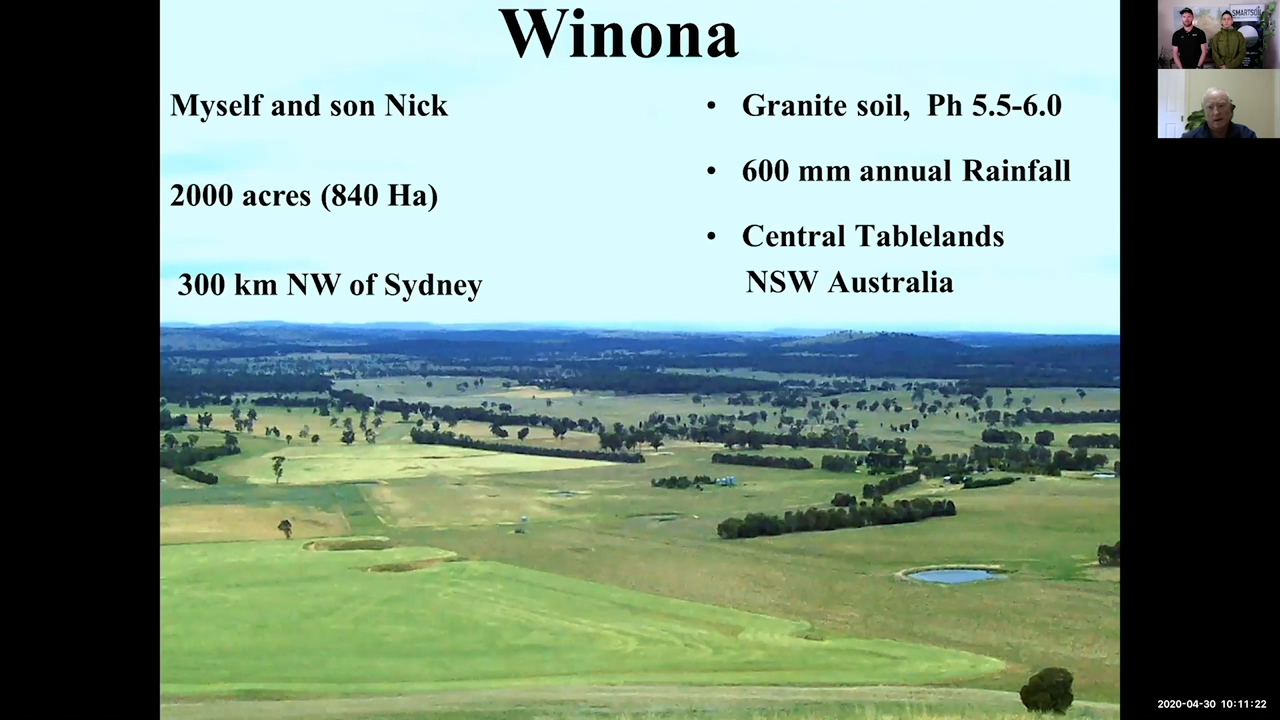 Winona
Myself and son Nick
2000 acres (840 Ha)
300 km NW of Sydney
• Granite soil, Ph 5.5-6.0
• 600 mm annual Rainfall
• Central Tablelands
NSW Australia
SMARTSOIL
2020-04-30 10:11:22